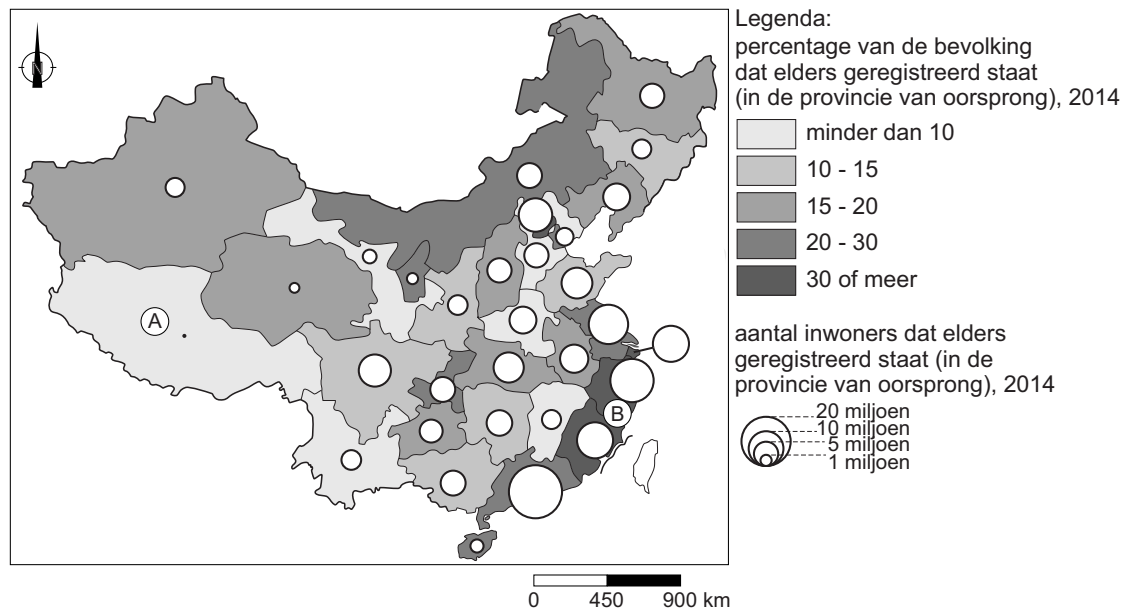 N
A
B
0
450
900 km
Legenda:
percentage van de bevolking
dat elders geregistreerd staat
(in de provincie van oorsprong), 2014
minder dan 10
10 - 15
15 - 20
20 - 30
30 of meer
aantal inwoners dat elders
geregistreerd staat (in de
provincie van oorsprong), 2014
20 miljoen
10 miljoen
5 miljoen
1 miljoen